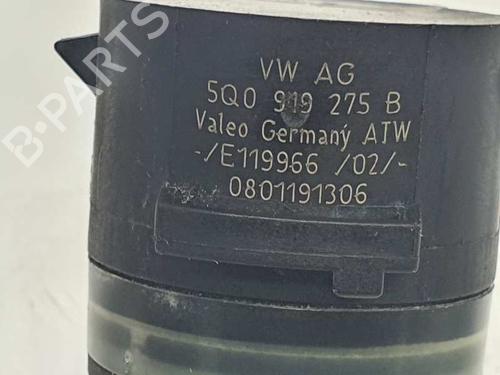 B-PARTS
VW AG
5Q0 919 275 B
Valeo Germany ATW
-/E119966 /02/-
0801191306